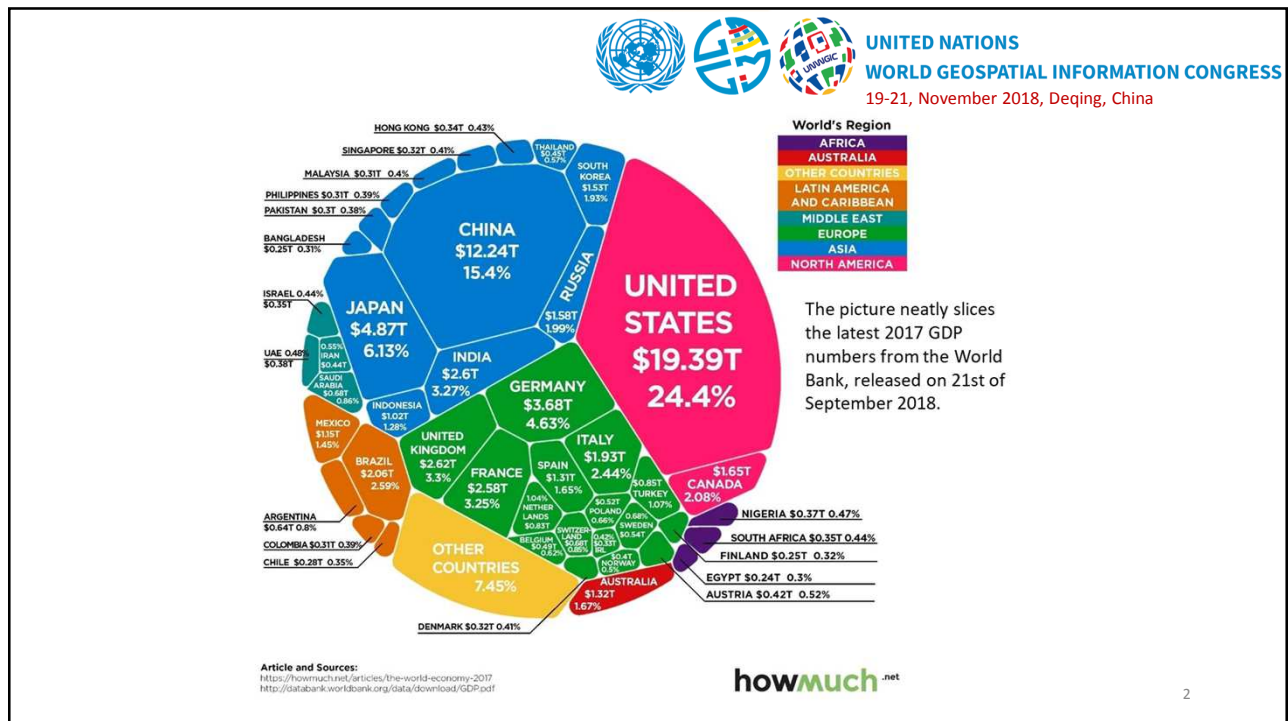 UNITED NATIONS
WORLD GEOSPATIAL INFORMATION CONGRESS
19-21, November 2018, Deqing, China
UNWGIC
World's Region
AFRICA
AUSTRALIA
OTHER COUNTRIES
LATIN AMERICA
AND CARIBBEAN
MIDDLE EAST
EUROPE
ASIA
NORTH AMERICA
HONG KONG $0.34T 0.43%
SINGAPORE $0.32T 0.41%
MALAYSIA $0.31T 0.4%
PHILIPPINES $0.31T 0.39%
PAKISTAN $0.3T 0.38%
BANGLADESH
$0.25T 0.31%
THAILAND
$0.45T
0.57%
SOUTH
KOREA
$1.53T
1.93%
CHINA
$12.24T
15.4%
RUSSIA
$1.58T
1.99%
UNITED
STATES
$19.39T
24.4%
JAPAN
$4.87T
6.13%
INDIA
$2.6T
3.27%
INDONESIA
$1.02T
1.28%
ISRAEL 0.44%
$0.35T
UAE 0.48%
$0.38T
0.55%
IRAN
$0.44T
SAUDI
ARABIA
$0.68T
0.86%
MEXICO
$1.15T
1.45%
BRAZIL
$2.06T
2.59%
ARGENTINA
$0.64T 0.8%
COLOMBIA $0.31T 0.39%
CHILE $0.28T 0.35%
GERMANY
$3.68T
4.63%
UNITED
KINGDOM
$2.62T
3.3%
FRANCE
$2.58T
3.25%
ITALY
$1.93T
2.44%
SPAIN
$1.31T
1.65%
$0.85T
TURKEY
1.07%
1.04%
NETHER
LANDS
$0.83T
$0.52T
POLAND
0.66%
0.68%
SWEDEN
$0.54T
BELGIUM
$0.49T
0.62%
SWITZER-
LAND
$0.68T
0.85%
0.42%
$0.33T
IRL
$0.4T
NORWAY
0.5%
OTHER
COUNTRIES
7.45%
AUSTRALIA
$1.32T
1.67%
$1.65T
CANADA
2.08%
NIGERIA $0.37T 0.47%
SOUTH AFRICA $0.35T 0.44%
FINLAND $0.25T 0.32%
EGYPT $0.24T 0.3%
AUSTRIA $0.42T 0.52%
DENMARK $0.32T 0.41%
The picture neatly slices
the latest 2017 GDP
numbers from the World
Bank, released on 21st of
September 2018.
Article and Sources:
https://howmuch.net/articles/the-world-economy-2017
http://databank.worldbank.org/data/download/GDP.pdf
howmuch.net
2